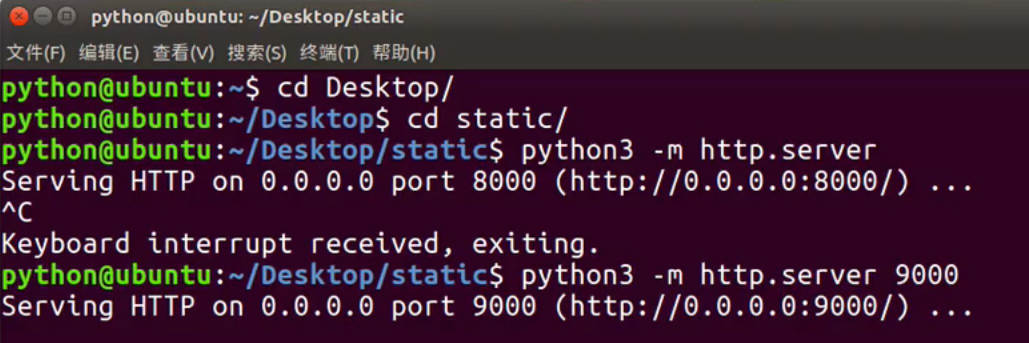 python@ubuntu: ~/Desktop/static
文件(F) 编辑(E) 查看(V) 搜索(S) 终端(T) 帮助(H)
python@ubuntu:~$ cd Desktop/
python@ubuntu:~/Desktop$ cd static/
python@ubuntu:~/Desktop/static$ python3 -m http.server
Serving HTTP on 0.0.0.0 port 8000 (http://0.0.0.0:8000/) ...
^C
Keyboard interrupt received, exiting.
python@ubuntu:~/Desktop/static$ python3 -m http.server 9000
Serving HTTP on 0.0.0.0 port 9000 (http://0.0.0.0:9000/) ...